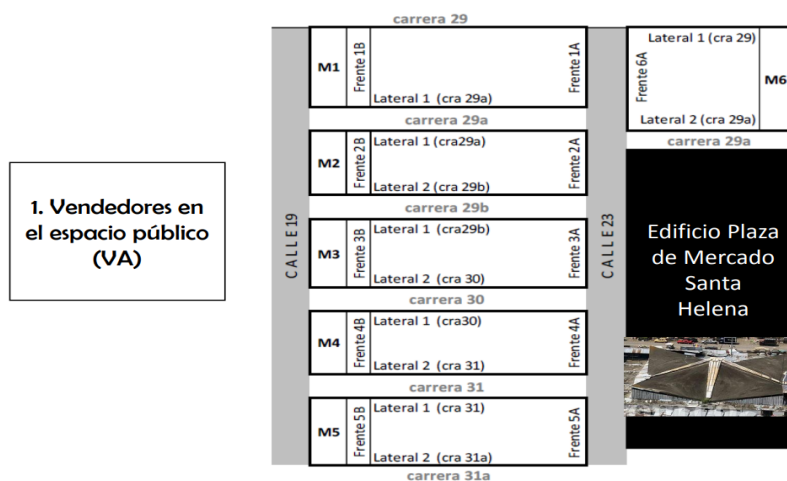 1. Vendedores en
el espacio público
(VA)
carrera 29
M1
Frente 1B
Lateral 1 (cra 29a)
Frente 1A
carrera 29a
M2
Frente 2B
Lateral 1 (cra29a)
Lateral 2 (cra 29b)
Frente 2A
carrera 29b
M3
Frente 3B
Lateral 1 (cra29b)
Lateral 2 (cra 30)
Frente 3A
carrera 30
M4
Frente 4B
Lateral 1 (cra30)
Lateral 2 (cra 31)
Frente 4A
carrera 31
M5
Frente 5B
Lateral 1 (cra 31)
Lateral 2 (cra 31a)
Frente 5A
carrera 31a
CALLE 19
CALLE 23
Lateral 1 (cra 29)
Frente 6A
M6
Lateral 2 (cra 29a)
carrera 29a
Edificio Plaza
de Mercado
Santa
Helena